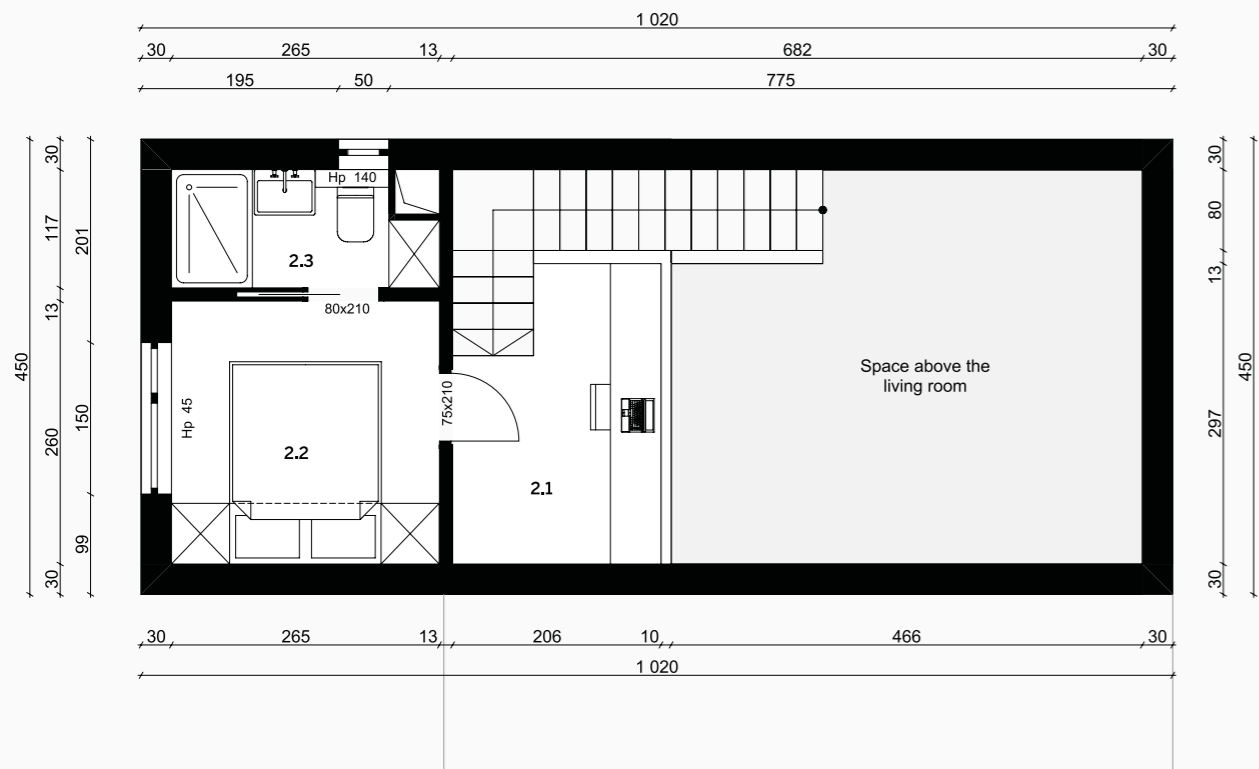 1 020
30 265 13 682 30
195 50 775
450
30 117 13 260 30
201 150 99
Hp 140
2.3
80x210
Hp 45
75x210
2.2
2.1
Space above the
living room
30 80 13 297 30
450
30 265 13 206 10 466 30
1 020